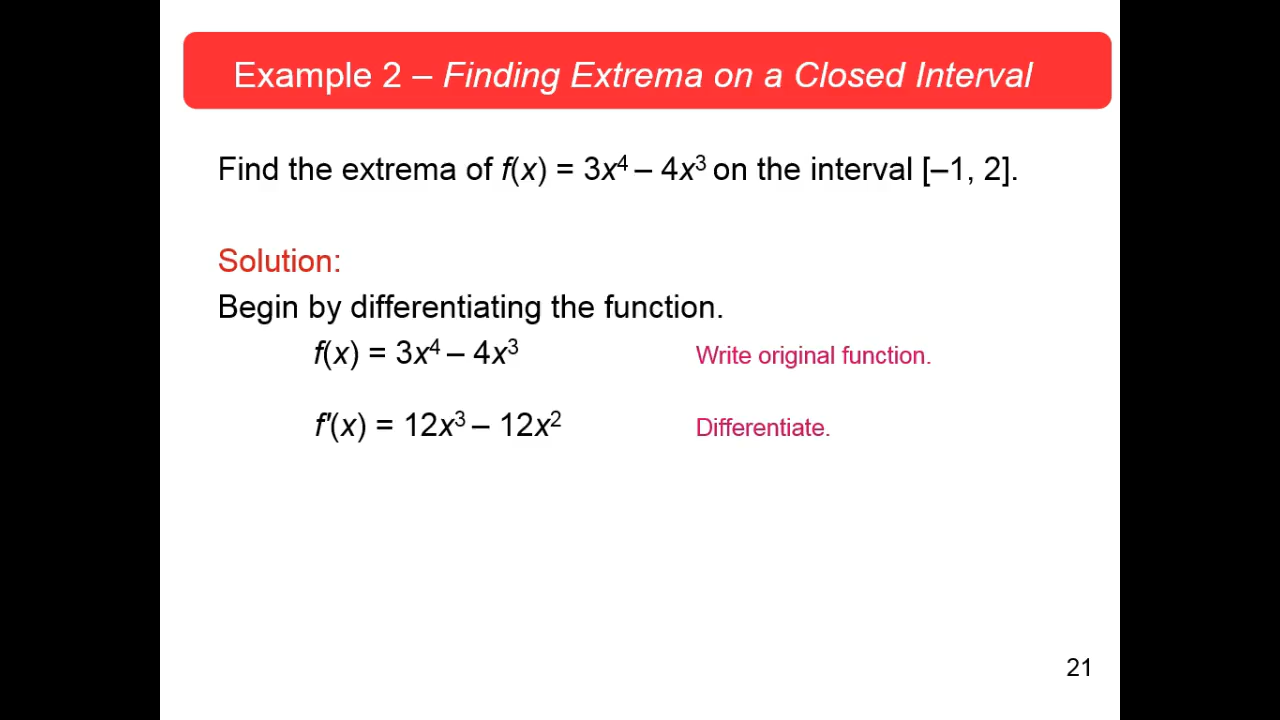 Example 2 – Finding Extrema on a Closed Interval
Find the extrema of f(x) = 3x⁴ – 4x³ on the interval [–1, 2].
Solution:
Begin by differentiating the function.
f(x) = 3x⁴ – 4x³ Write original function.
f'(x) = 12x³ – 12x² Differentiate.
21